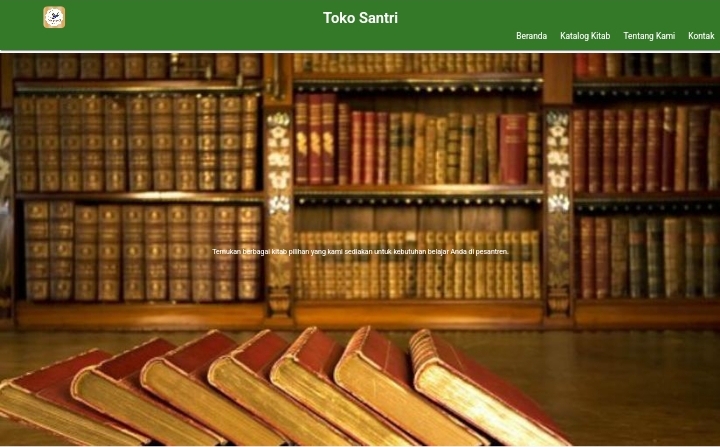 Toko Santri
Beranda Katalog Kitab Tentang Kami Kontak
Temukan berbagai kitab pilihan yang kami sediakan untuk kebutuhan belajar Anda di pesantren.